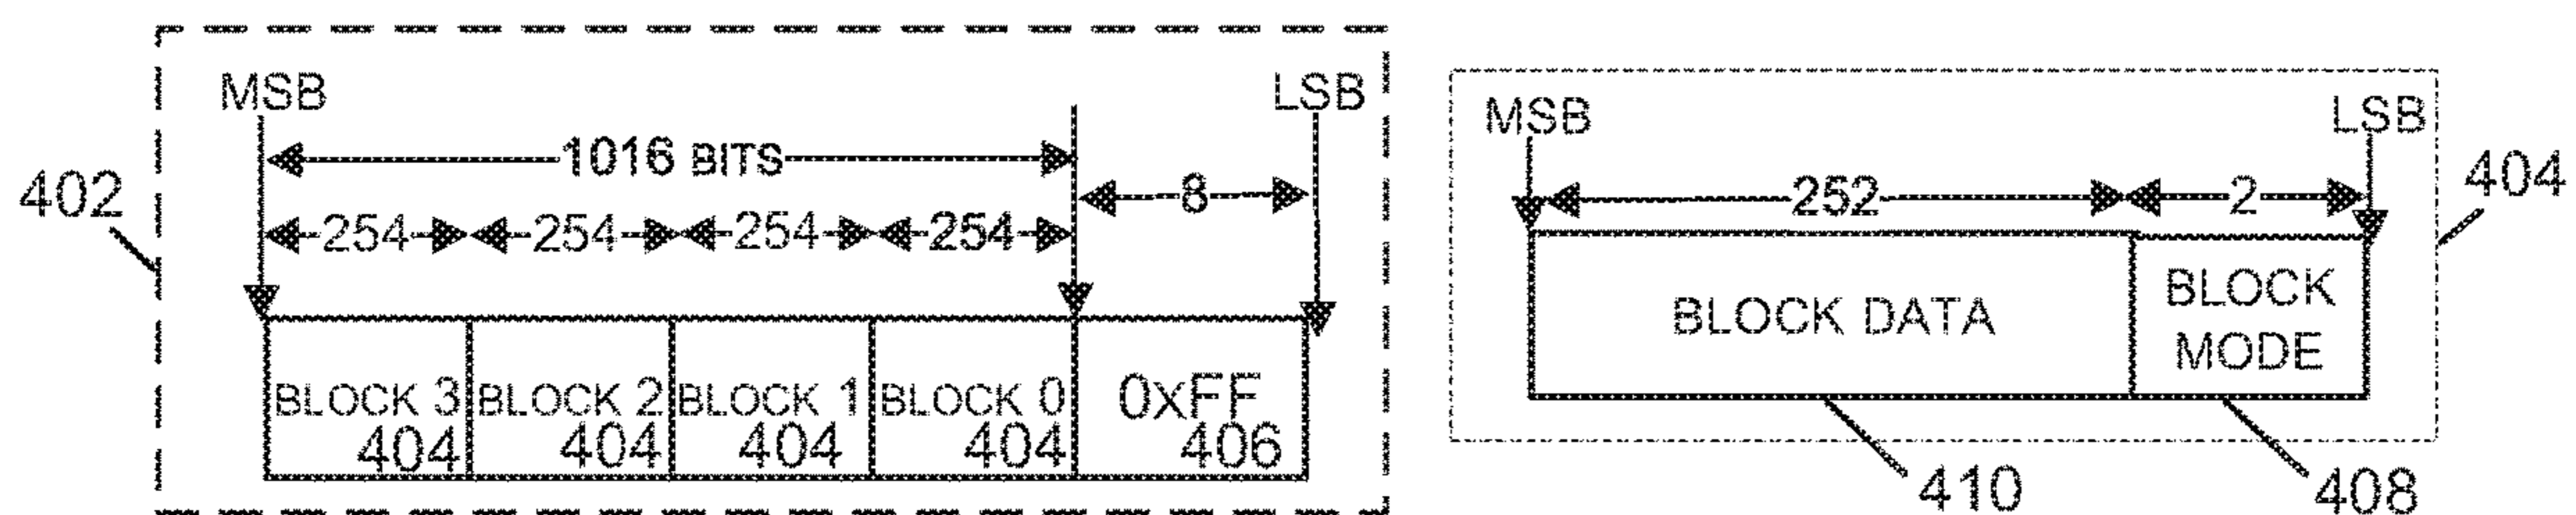 MSB
LSB
1016 BITS
8
402
254 254 254 254
BLOCK 3 BLOCK 2 BLOCK 1 BLOCK 0 0xFF
404 404 404 404 406
MSB
LSB
404
252 2
BLOCK DATA
BLOCK
MODE
410
408